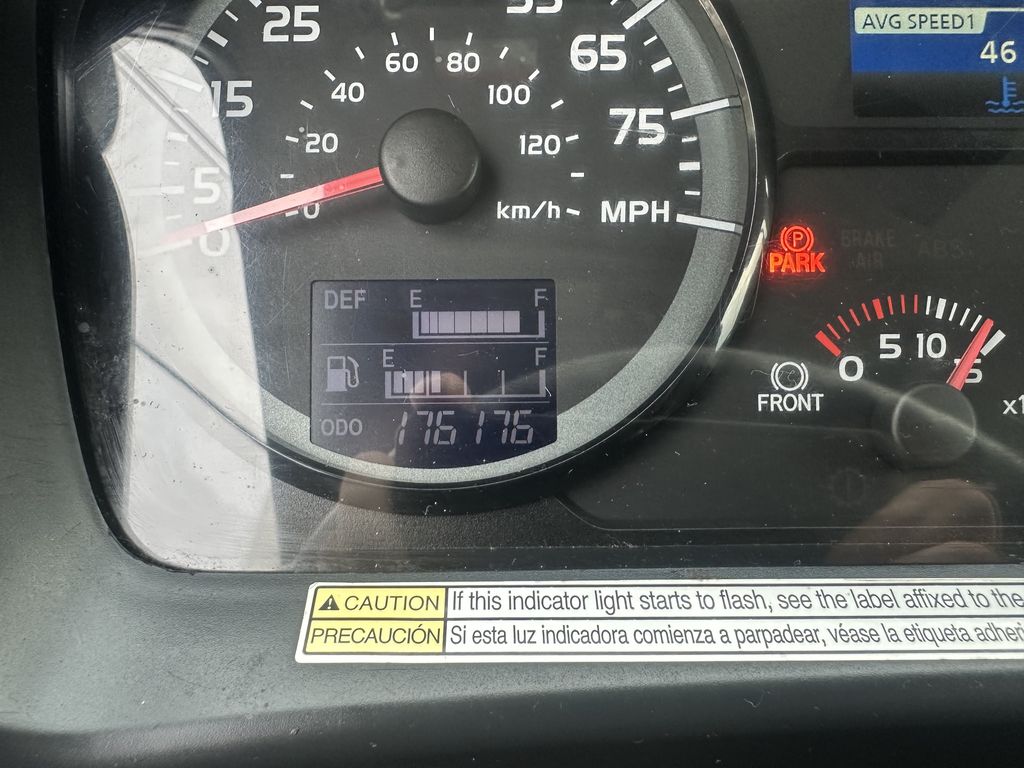 25
55
65
75
MPH
15
5
0
0
20
40
60
80
100
120
km/h
AVG SPEED1
46
PARK
BRAKE
AIR
ABS
0 5 10
FRONT
DEF E F
E F
ODO 176176
CAUTION If this indicator light starts to flash, see the label affixed to the
PRECAUCIÓN Si esta luz indicadora comienza a parpadear, véase la etiqueta